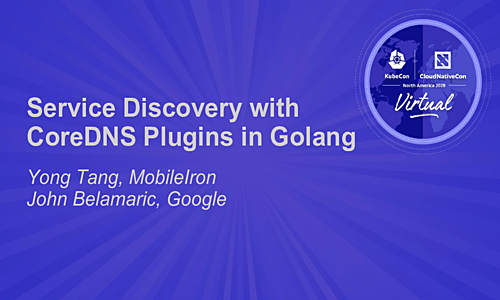 Service Discovery with
CoreDNS Plugins in Golang
Yong Tang, MobileIron
John Belamaric, Google
KubeCon
CloudNativeCon
North America 2020
Virtual